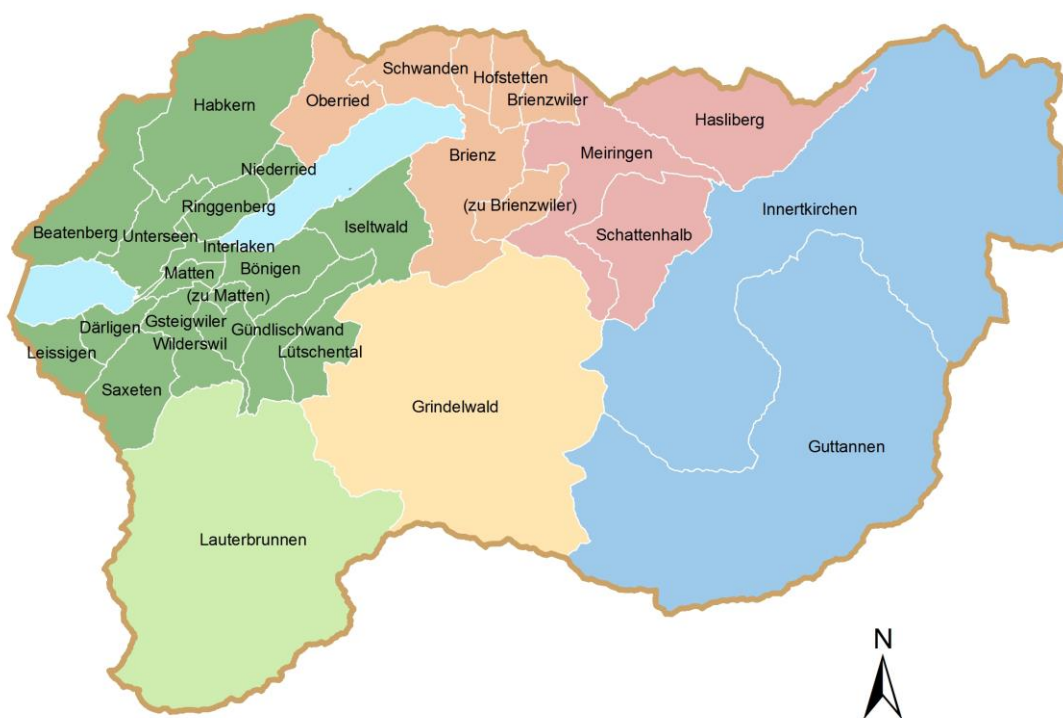 Schwanden
Hofstetten
Oberried
Brienzwiler
Habkern
Hasliberg
Brienz
Meiringen
Niederried
Ringgenberg
(zu Brienzwiler)
Innertkirchen
Iseltwald
Beatenberg
Unterseen
Schattenhalb
Interlaken
Matten
Bönigen
(zu Matten)
Därligen
Gsteigwiler
Gündlischwand
Leissigen
Wilderswil
Lütschental
Saxeten
Grindelwald
Guttannen
Lauterbrunnen
N